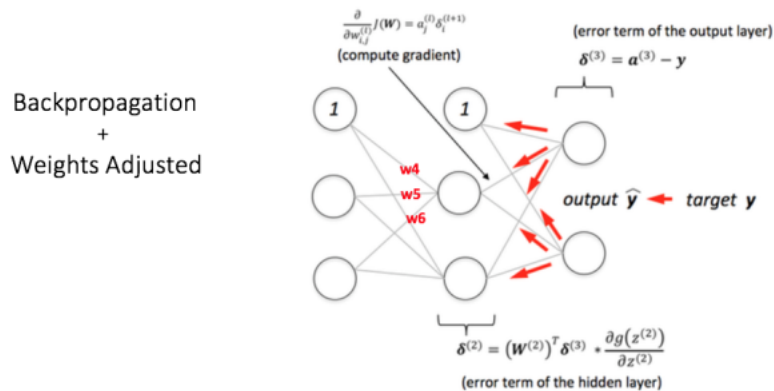 ∂/∂w_{i,j}^{(l)} J(W) = a_j^{(l)} δ_i^{(l+1)}
(compute gradient)
(error term of the output layer)
δ^{(3)} = a^{(3)} − y
Backpropagation
+
Weights Adjusted
1
1
w4
w5
w6
output ŷ target y
δ^{(2)} = (W^{(2)})^T δ^{(3)} * ∂g(z^{(2)})/∂z^{(2)}
(error term of the hidden layer)